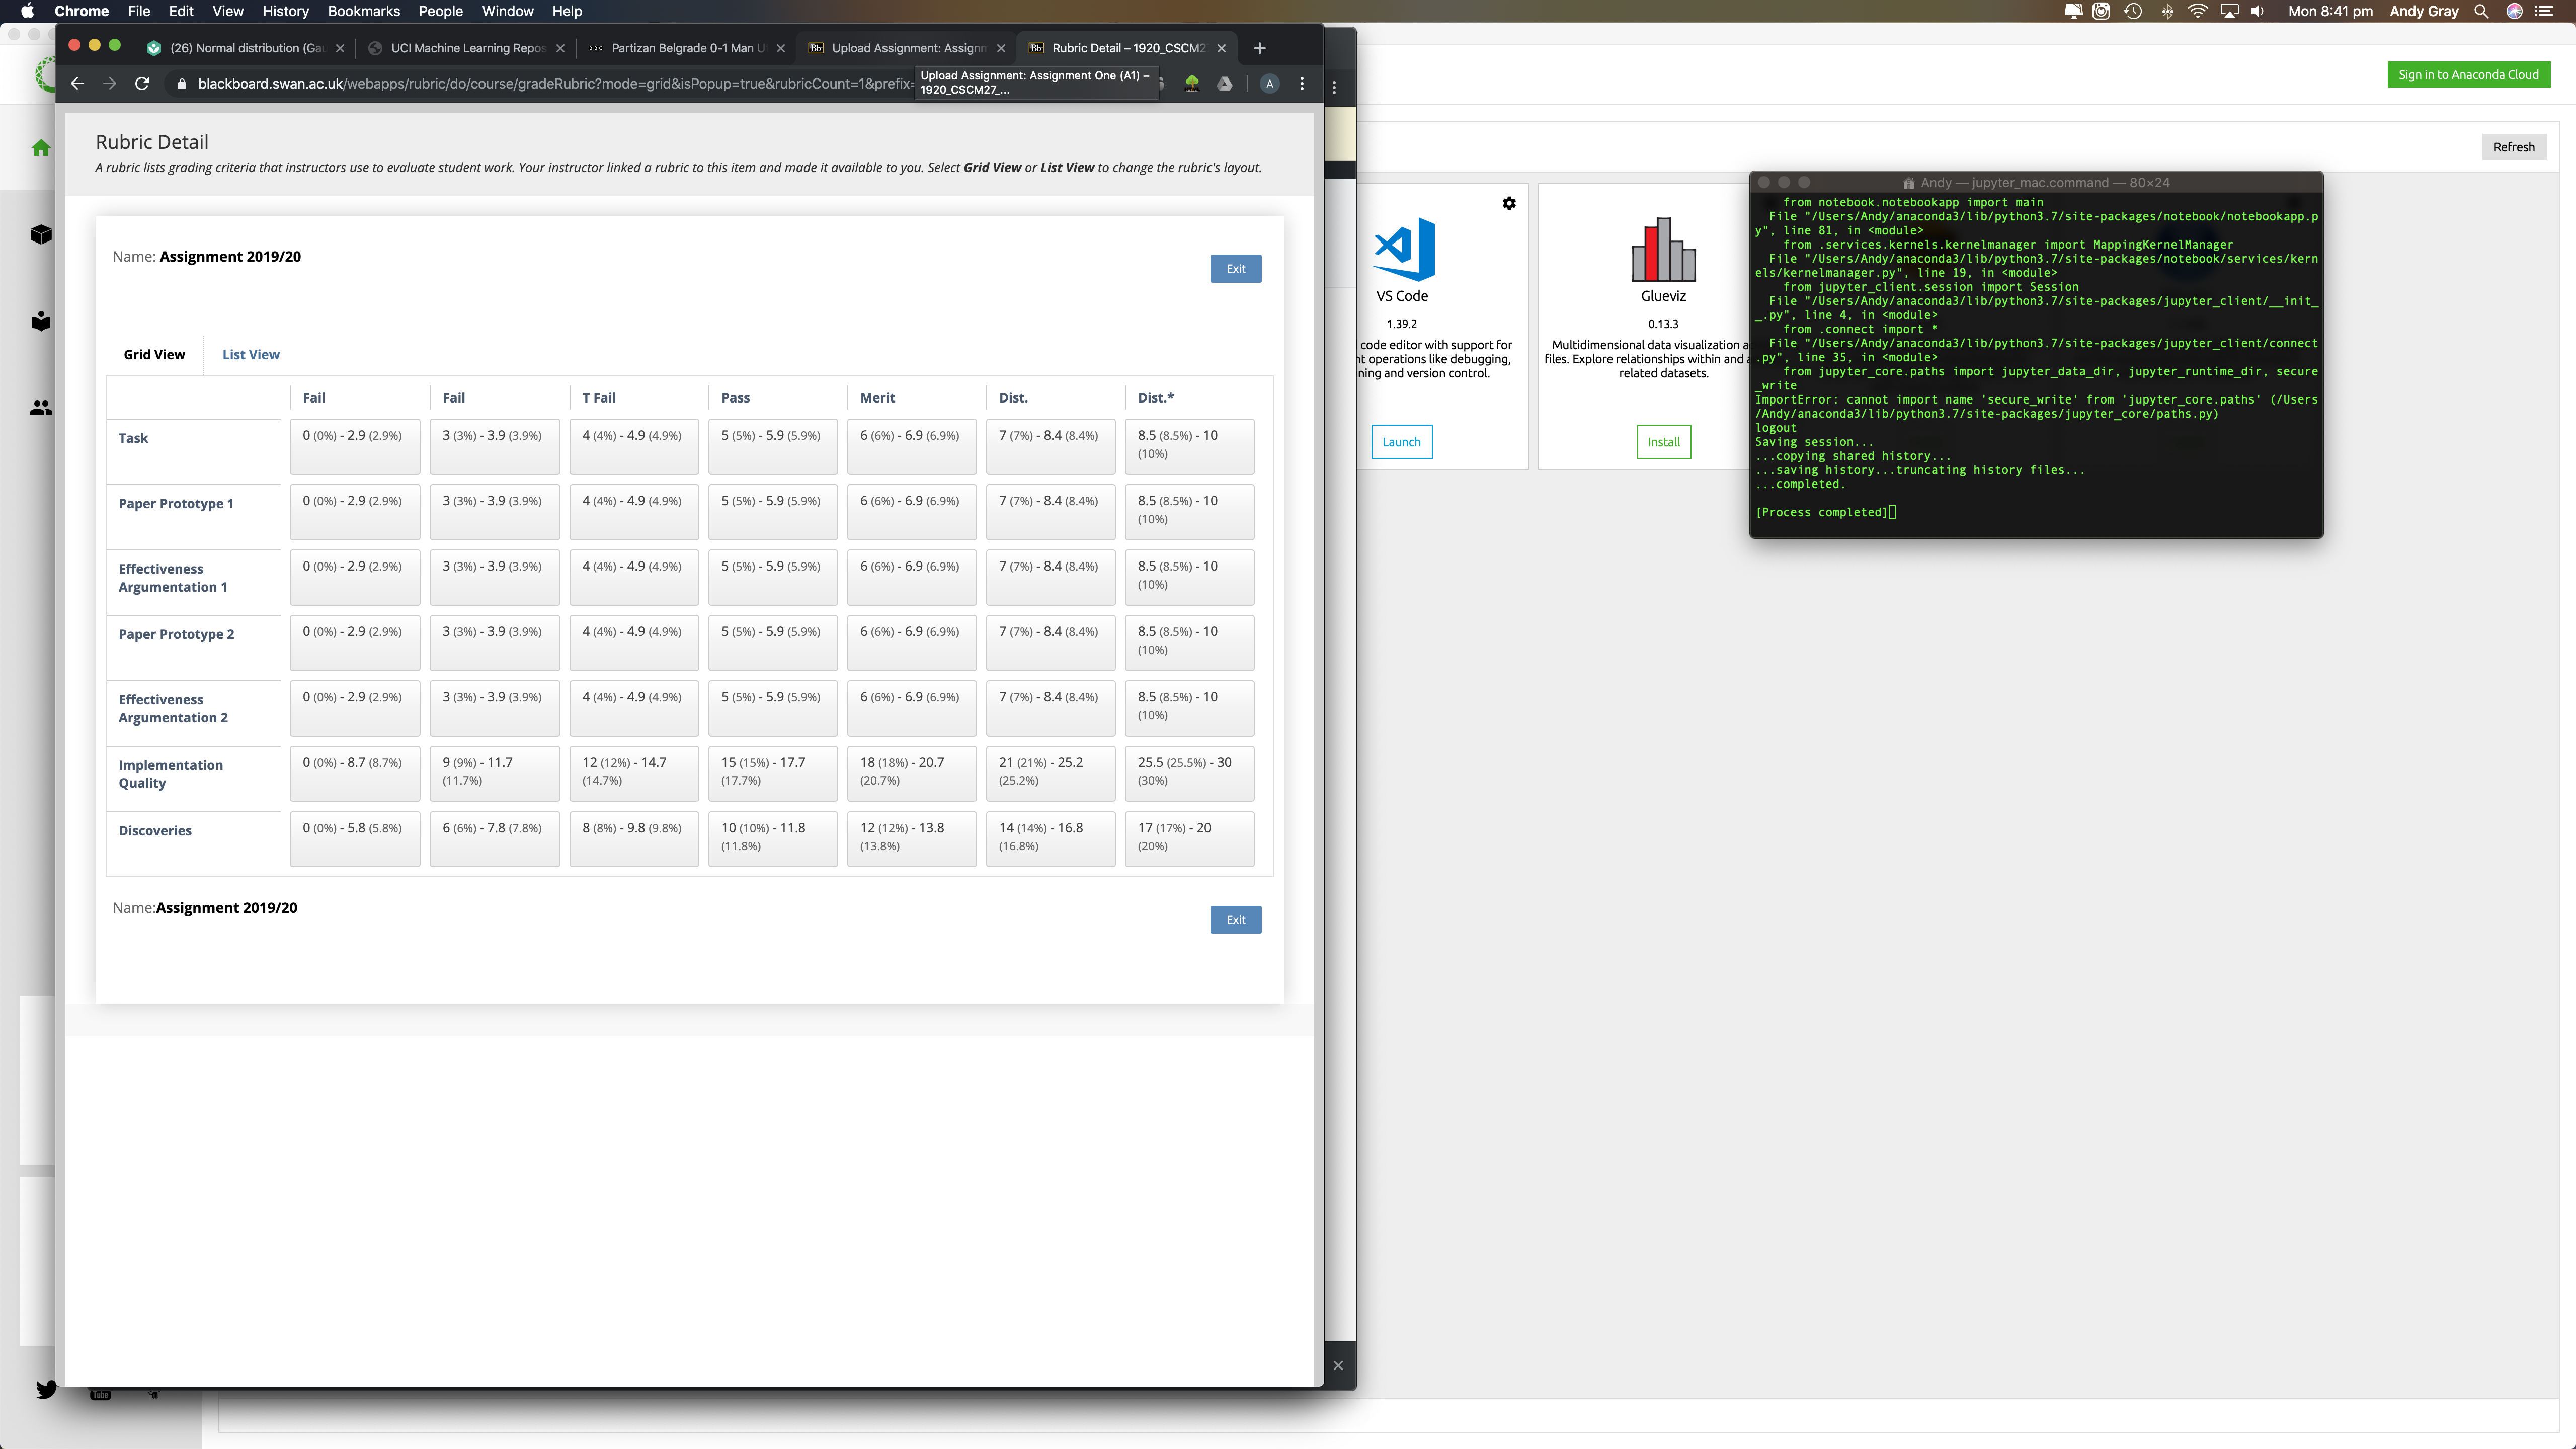 Chrome File Edit View History Bookmarks People Window Help
Mon 8:41 pm Andy Gray
(26) Normal distribution (Gau
UCI Machine Learning Repos
Partizan Belgrade 0-1 Man U
Upload Assignment: Assignm
Rubric Detail – 1920_CSCM2
blackboard.swan.ac.uk/webapps/rubric/do/course/gradeRubric?mode=grid&isPopup=true&rubricCount=1&prefix=
Upload Assignment: Assignment One (A1) –
1920_CSCM27_...
A
Sign in to Anaconda Cloud
Refresh
Rubric Detail
A rubric lists grading criteria that instructors use to evaluate student work. Your instructor linked a rubric to this item and made it available to you. Select Grid View or List View to change the rubric's layout.
Name: Assignment 2019/20
Exit
Grid View List View
Fail Fail T Fail Pass Merit Dist. Dist.*
Task 0 (0%) - 2.9 (2.9%) 3 (3%) - 3.9 (3.9%) 4 (4%) - 4.9 (4.9%) 5 (5%) - 5.9 (5.9%) 6 (6%) - 6.9 (6.9%) 7 (7%) - 8.4 (8.4%) 8.5 (8.5%) - 10
(10%)
Paper Prototype 1 0 (0%) - 2.9 (2.9%) 3 (3%) - 3.9 (3.9%) 4 (4%) - 4.9 (4.9%) 5 (5%) - 5.9 (5.9%) 6 (6%) - 6.9 (6.9%) 7 (7%) - 8.4 (8.4%) 8.5 (8.5%) - 10
(10%)
Effectiveness 0 (0%) - 2.9 (2.9%) 3 (3%) - 3.9 (3.9%) 4 (4%) - 4.9 (4.9%) 5 (5%) - 5.9 (5.9%) 6 (6%) - 6.9 (6.9%) 7 (7%) - 8.4 (8.4%) 8.5 (8.5%) - 10
Argumentation 1 (10%)
Paper Prototype 2 0 (0%) - 2.9 (2.9%) 3 (3%) - 3.9 (3.9%) 4 (4%) - 4.9 (4.9%) 5 (5%) - 5.9 (5.9%) 6 (6%) - 6.9 (6.9%) 7 (7%) - 8.4 (8.4%) 8.5 (8.5%) - 10
(10%)
Effectiveness 0 (0%) - 2.9 (2.9%) 3 (3%) - 3.9 (3.9%) 4 (4%) - 4.9 (4.9%) 5 (5%) - 5.9 (5.9%) 6 (6%) - 6.9 (6.9%) 7 (7%) - 8.4 (8.4%) 8.5 (8.5%) - 10
Argumentation 2 (10%)
Implementation 0 (0%) - 8.7 (8.7%) 9 (9%) - 11.7 12 (12%) - 14.7 15 (15%) - 17.7 18 (18%) - 20.7 21 (21%) - 25.2 25.5 (25.5%) - 30
Quality (11.7%) (14.7%) (17.7%) (20.7%) (25.2%) (30%)
Discoveries 0 (0%) - 5.8 (5.8%) 6 (6%) - 7.8 (7.8%) 8 (8%) - 9.8 (9.8%) 10 (10%) - 11.8 12 (12%) - 13.8 14 (14%) - 16.8 17 (17%) - 20
(11.8%) (13.8%) (16.8%) (20%)
Name:Assignment 2019/20
Exit
VS Code
1.39.2
code editor with support for
nt operations like debugging,
ning and version control.
Launch
Glueviz
0.13.3
Multidimensional data visualization a
files. Explore relationships within and a
related datasets.
Install
Andy — jupyter_mac.command — 80×24
from notebook.notebookapp import main
File "/Users/Andy/anaconda3/lib/python3.7/site-packages/notebook/notebookapp.p
y", line 81, in <module>
from .services.kernels.kernelmanager import MappingKernelManager
File "/Users/Andy/anaconda3/lib/python3.7/site-packages/notebook/services/kern
els/kernelmanager.py", line 19, in <module>
from jupyter_client.session import Session
File "/Users/Andy/anaconda3/lib/python3.7/site-packages/jupyter_client/__init_
_.py", line 4, in <module>
from .connect import *
File "/Users/Andy/anaconda3/lib/python3.7/site-packages/jupyter_client/connect
.py", line 35, in <module>
from jupyter_core.paths import jupyter_data_dir, jupyter_runtime_dir, secure
_write
ImportError: cannot import name 'secure_write' from 'jupyter_core.paths' (/Users
/Andy/anaconda3/lib/python3.7/site-packages/jupyter_core/paths.py)
logout
Saving session...
...copying shared history...
...saving history...truncating history files...
...completed.
[Process completed]
Tube